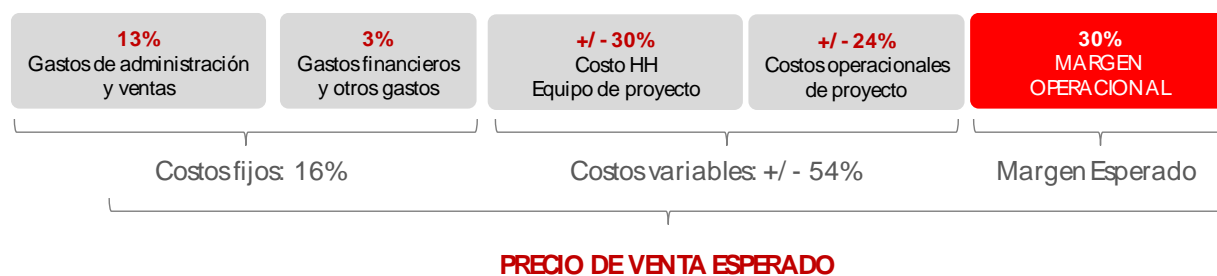 13%
Gastos de administración
y ventas
3%
Gastos financieros
y otros gastos
+/ - 30%
Costo HH
Equipo de proyecto
+/ - 24%
Costos operacionales
de proyecto
30%
MARGEN
OPERACIONAL
Costos fijos: 16%
Costos variables: +/ - 54%
Margen Esperado
PRECIO DE VENTA ESPERADO